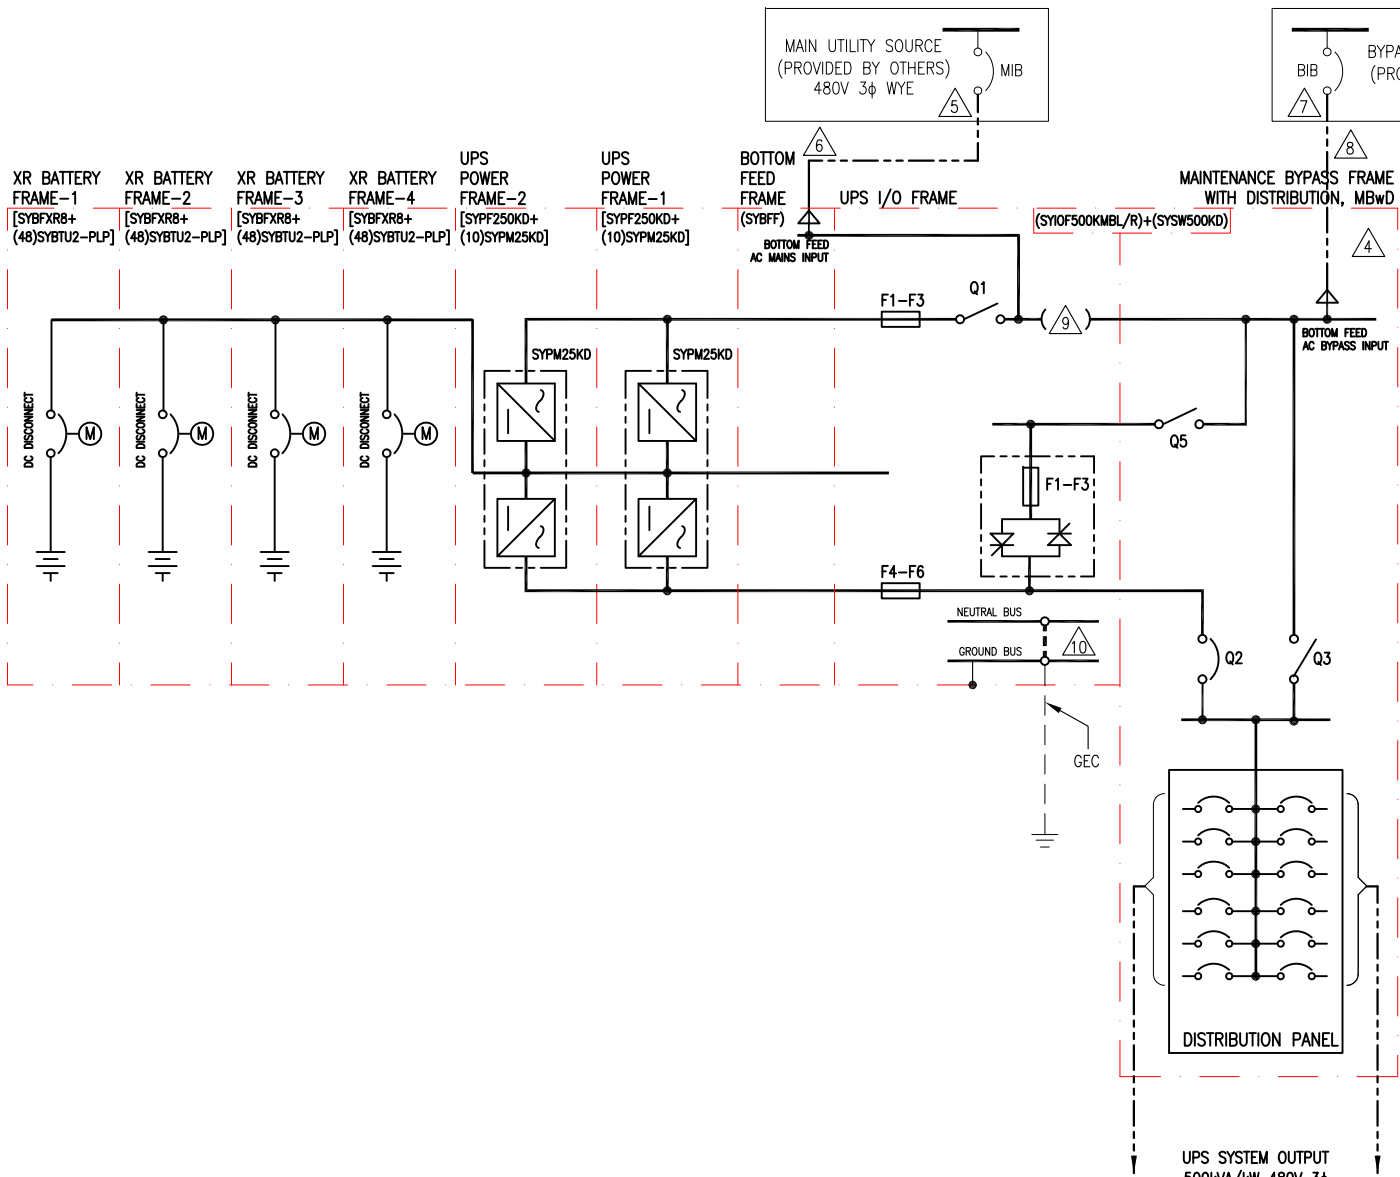 MAIN UTILITY SOURCE
(PROVIDED BY OTHERS)
480V 3ϕ WYE
MIB
5
6
BIB
7
8
XR BATTERY
FRAME-1
[SYBFXR8+
(48)SYBTU2-PLP]
XR BATTERY
FRAME-2
[SYBFXR8+
(48)SYBTU2-PLP]
XR BATTERY
FRAME-3
[SYBFXR8+
(48)SYBTU2-PLP]
XR BATTERY
FRAME-4
[SYBFXR8+
(48)SYBTU2-PLP]
UPS
POWER
FRAME-2
[SYPF250KD+
(10)SYPM25KD]
UPS
POWER
FRAME-1
[SYPF250KD+
(10)SYPM25KD]
BOTTOM
FEED
FRAME
(SYBFF)
UPS I/O FRAME
(SYIOF500KMBL/R)+(SYSW500KD)
MAINTENANCE BYPASS FRAME
WITH DISTRIBUTION, MBwD
4
BOTTOM FEED
AC MAINS INPUT
F1-F3
Q1
9
BOTTOM FEED
AC BYPASS INPUT
SYPM25KD
SYPM25KD
DC DISCONNECT
M
DC DISCONNECT
M
DC DISCONNECT
M
DC DISCONNECT
M
Q5
F1-F3
F4-F6
NEUTRAL BUS
GROUND BUS
10
Q2
Q3
GEC
DISTRIBUTION PANEL
UPS SYSTEM OUTPUT
500kVA/kW 480V 3ϕ